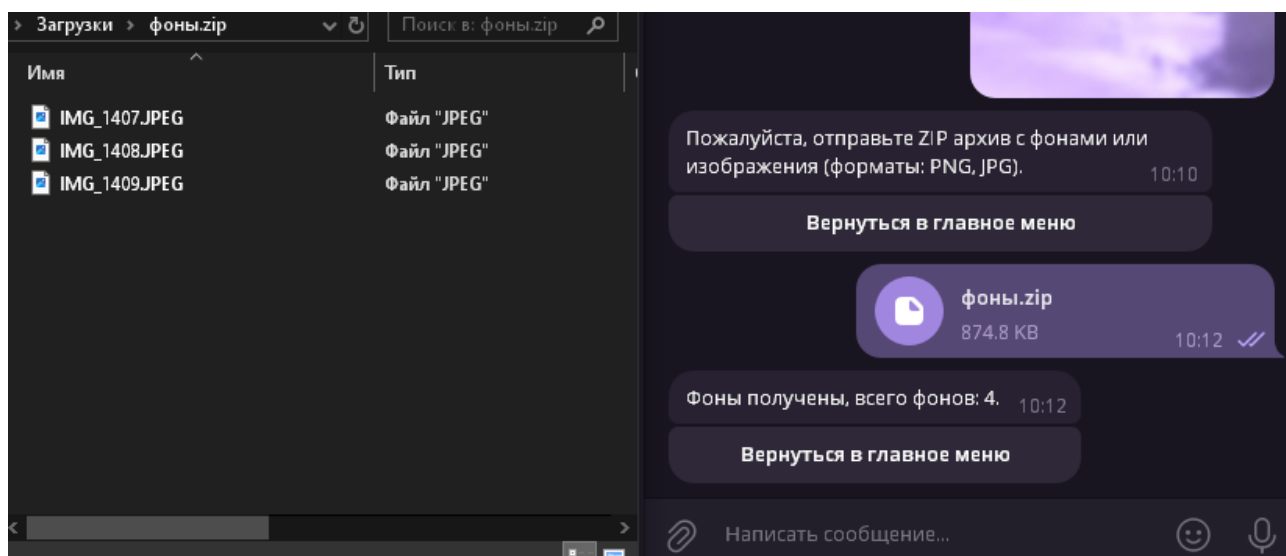 Загрузки > фоны.zip
Поиск в: фоны.zip
Имя Тип
IMG_1407.JPEG Файл "JPEG"
IMG_1408.JPEG Файл "JPEG"
IMG_1409.JPEG Файл "JPEG"
Пожалуйста, отправьте ZIP архив с фонами или
изображения (форматы: PNG, JPG). 10:10
Вернуться в главное меню
фоны.zip
874.8 KB 10:12
Фоны получены, всего фонов: 4. 10:12
Вернуться в главное меню
Написать сообщение...